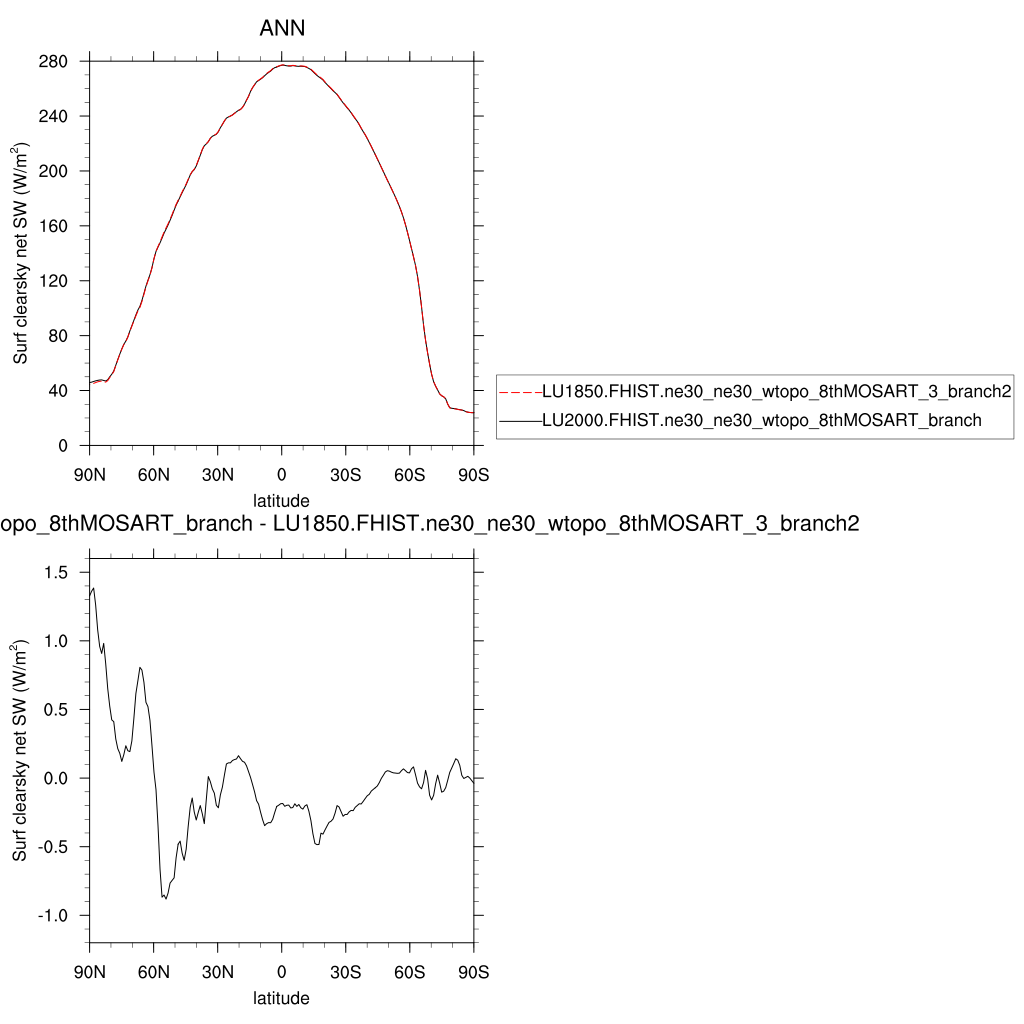 ANN
Surf clearsky net SW (W/m²)
280
240
200
160
120
80
40
0
90N 60N 30N 0 30S 60S 90S
latitude
LU1850.FHIST.ne30_ne30_wtopo_8thMOSART_3_branch2
LU2000.FHIST.ne30_ne30_wtopo_8thMOSART_branch
opo_8thMOSART_branch - LU1850.FHIST.ne30_ne30_wtopo_8thMOSART_3_branch2
Surf clearsky net SW (W/m²)
1.5
1.0
0.5
0.0
-0.5
-1.0
90N 60N 30N 0 30S 60S 90S
latitude